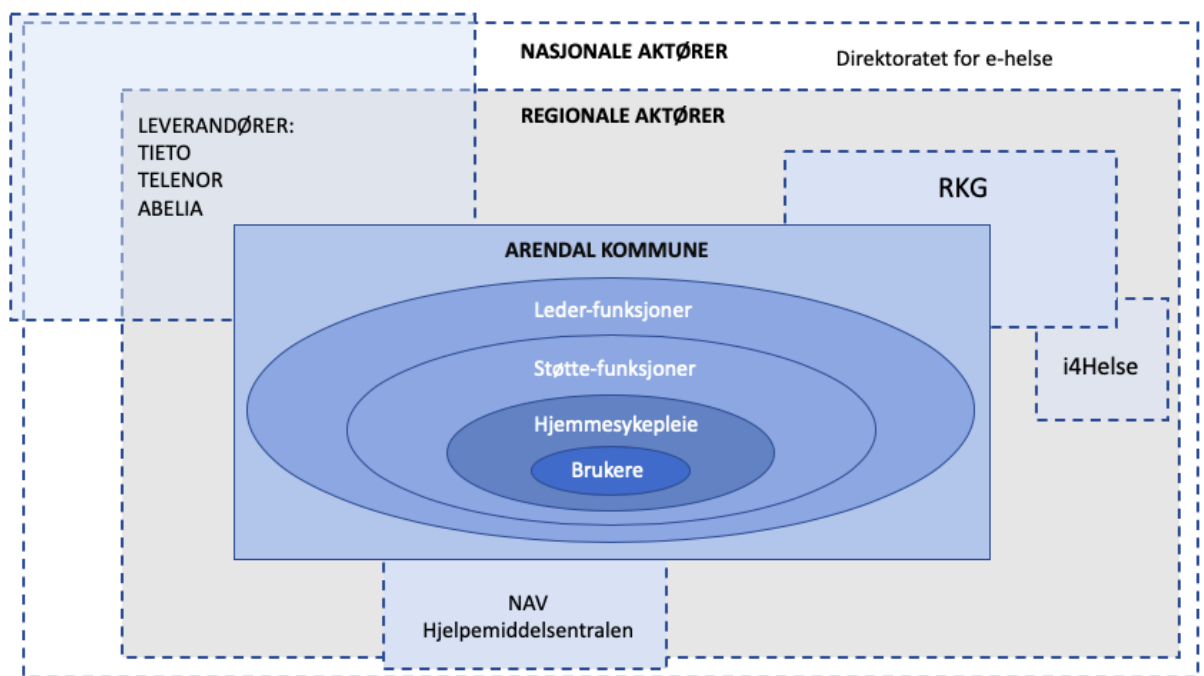 NASJONALE AKTØRER
Direktoratet for e-helse
REGIONALE AKTØRER
LEVERANDØRER:
TIETO
TELENOR
ABELIA
RKG
ARENDAL KOMMUNE
Leder-funksjoner
Støtte-funksjoner
i4Helse
Hjemmesykepleie
Brukere
NAV
Hjelpemiddelsentralen